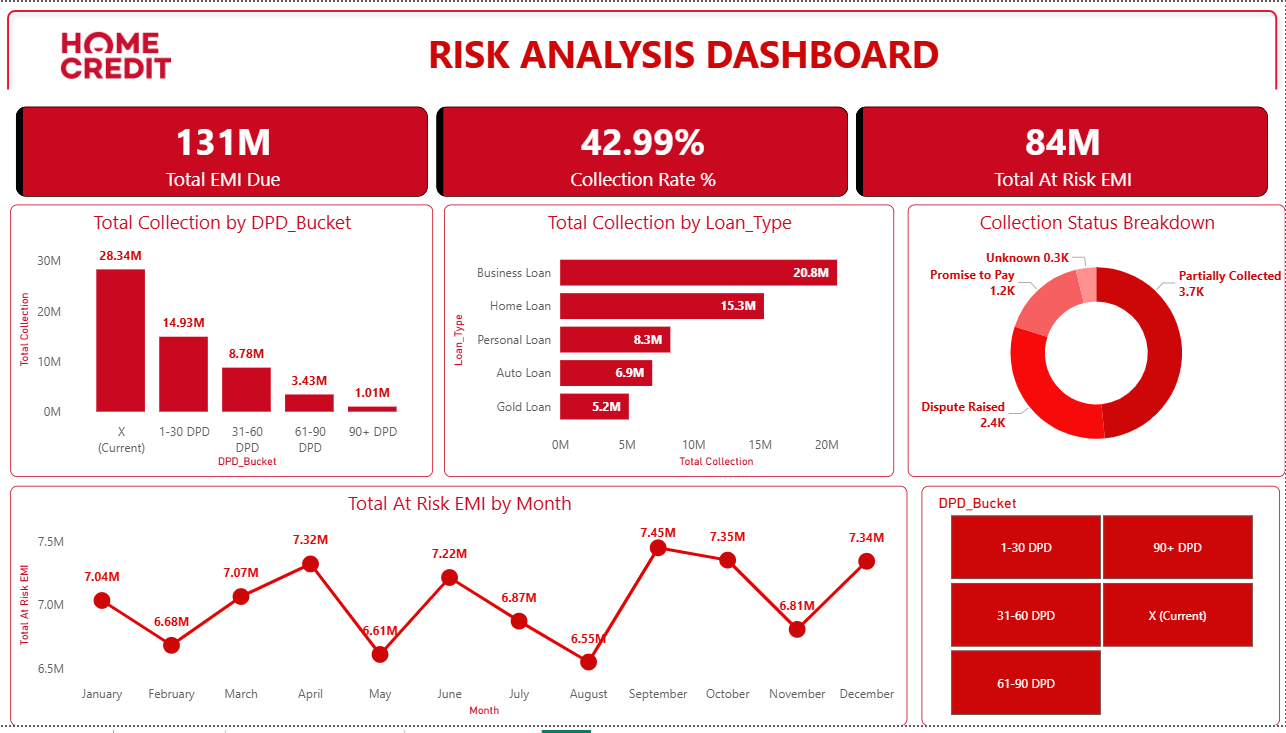 HOME
CREDIT
RISK ANALYSIS DASHBOARD
131M
Total EMI Due
42.99%
Collection Rate %
84M
Total At Risk EMI
Total Collection by DPD_Bucket
Total Collection
30M
20M
10M
0M
28.34M
14.93M
8.78M
3.43M
1.01M
X
(Current)
1-30 DPD
31-60
DPD
61-90
DPD
90+ DPD
DPD_Bucket
Total Collection by Loan_Type
Loan_Type
Business Loan 20.8M
Home Loan 15.3M
Personal Loan 8.3M
Auto Loan 6.9M
Gold Loan 5.2M
0M 5M 10M 15M 20M
Total Collection
Collection Status Breakdown
Unknown 0.3K
Promise to Pay
1.2K
Partially Collected
3.7K
Dispute Raised
2.4K
Total At Risk EMI by Month
Total At Risk EMI
7.5M
7.0M
6.5M
7.04M
6.68M
7.07M
7.32M
6.61M
7.22M
6.87M
6.55M
7.45M
7.35M
6.81M
7.34M
January February March April May June July August September October November December
Month
DPD_Bucket
1-30 DPD
90+ DPD
31-60 DPD
X (Current)
61-90 DPD